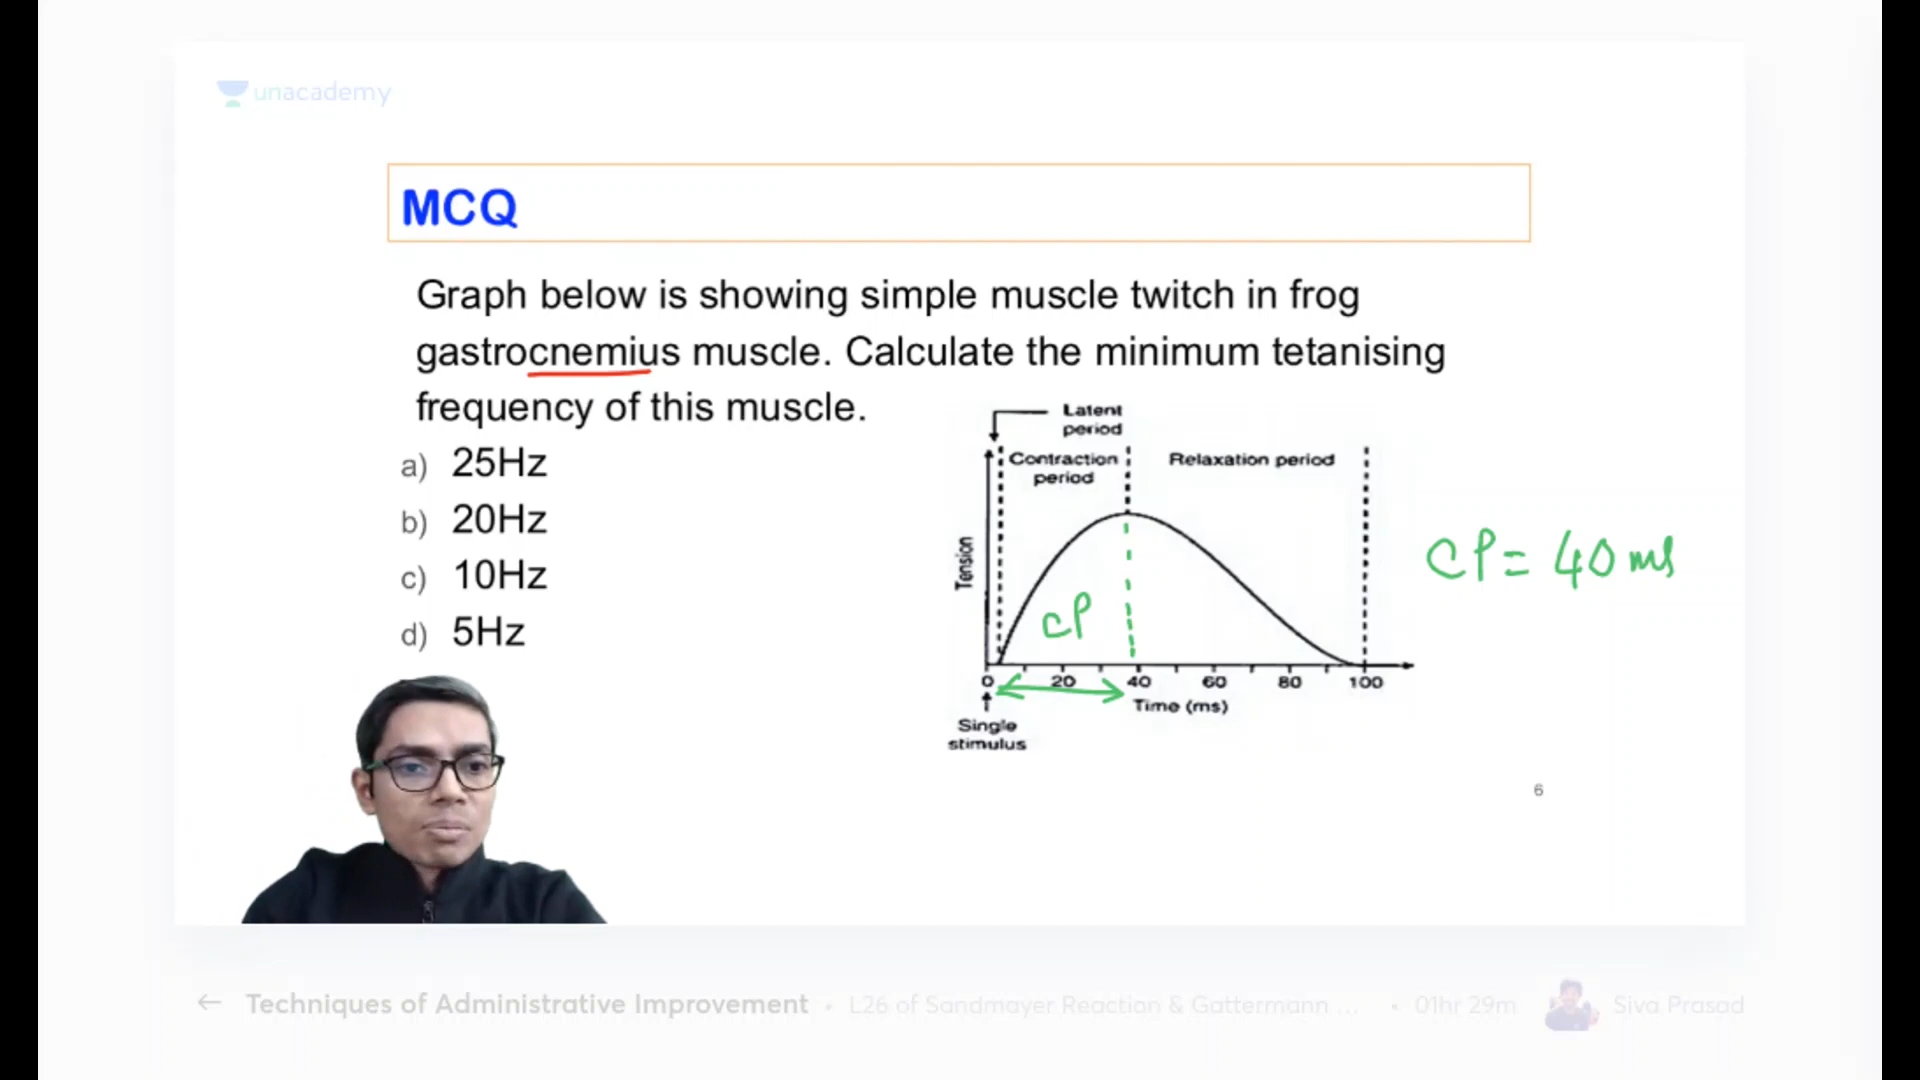 unacademy
MCQ
Graph below is showing simple muscle twitch in frog
gastrocnemius muscle. Calculate the minimum tetanising
frequency of this muscle.
a) 25Hz
b) 20Hz
c) 10Hz
d) 5Hz
Latent
period
Contraction
period
Relaxation period
Tension
CP
CP = 40 ms
0 20 40 60 80 100
Time (ms)
Single
stimulus
6
Techniques of Administrative Improvement • L26 of Sandmayer Reaction & Gattermann ... • 01hr 29m Siva Prasad